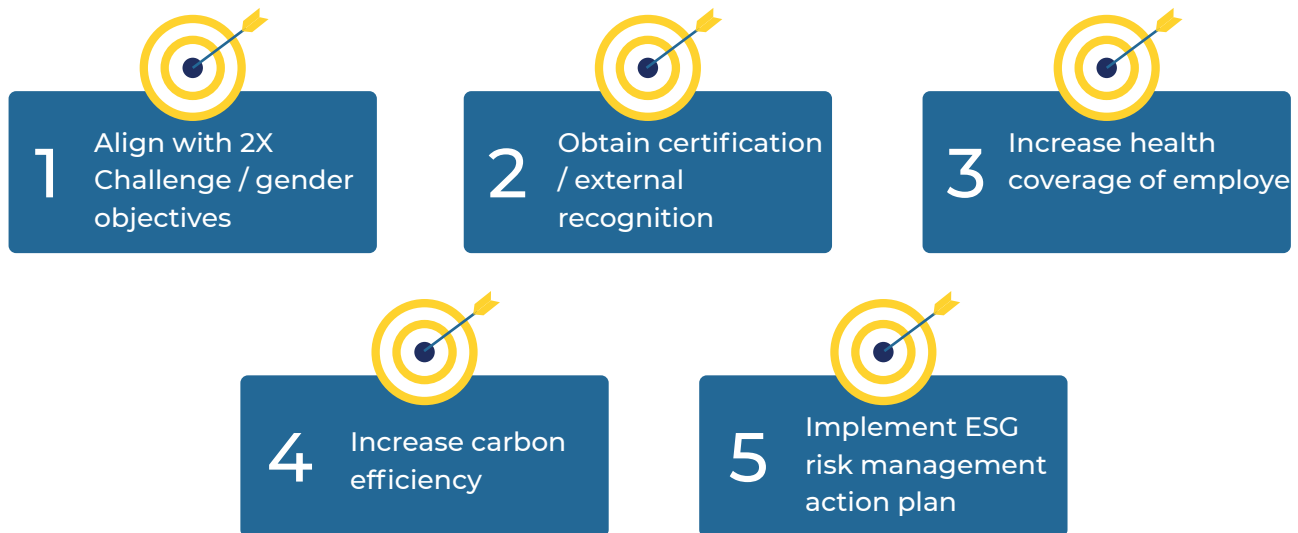 1
Align with 2X
Challenge / gender
objectives
2
Obtain certification
/ external
recognition
3
Increase health
coverage of employe
4
Increase carbon
efficiency
5
Implement ESG
risk management
action plan